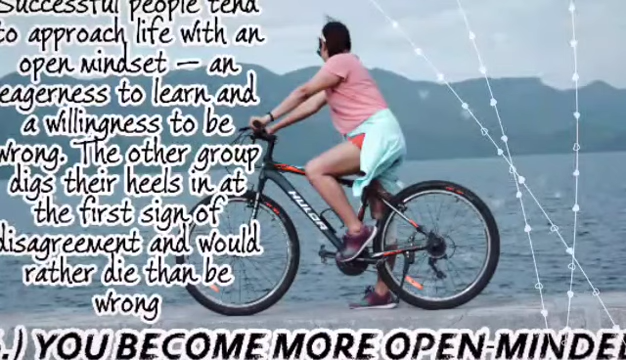 Successful people tend
to approach life with an
open mindset — an
eagerness to learn and
a willingness to be
wrong. The other group
digs their heels in at
the first sign of
disagreement and would
rather die than be
wrong
.) YOU BECOME MORE OPEN-MINDED